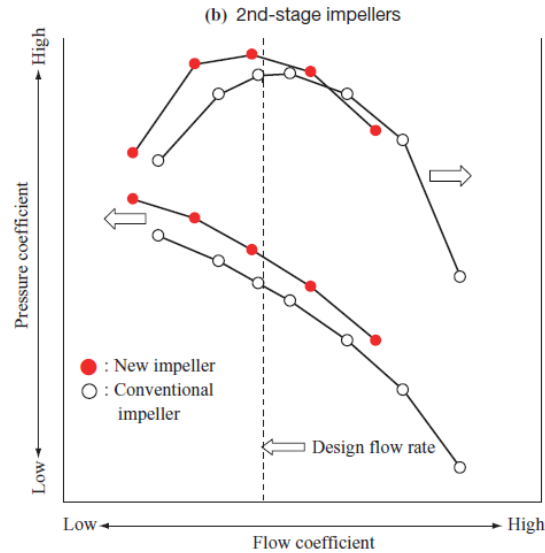 (b) 2nd-stage impellers
High
Pressure coefficient
Low
: New impeller
: Conventional
impeller
Design flow rate
Low
High
Flow coefficient